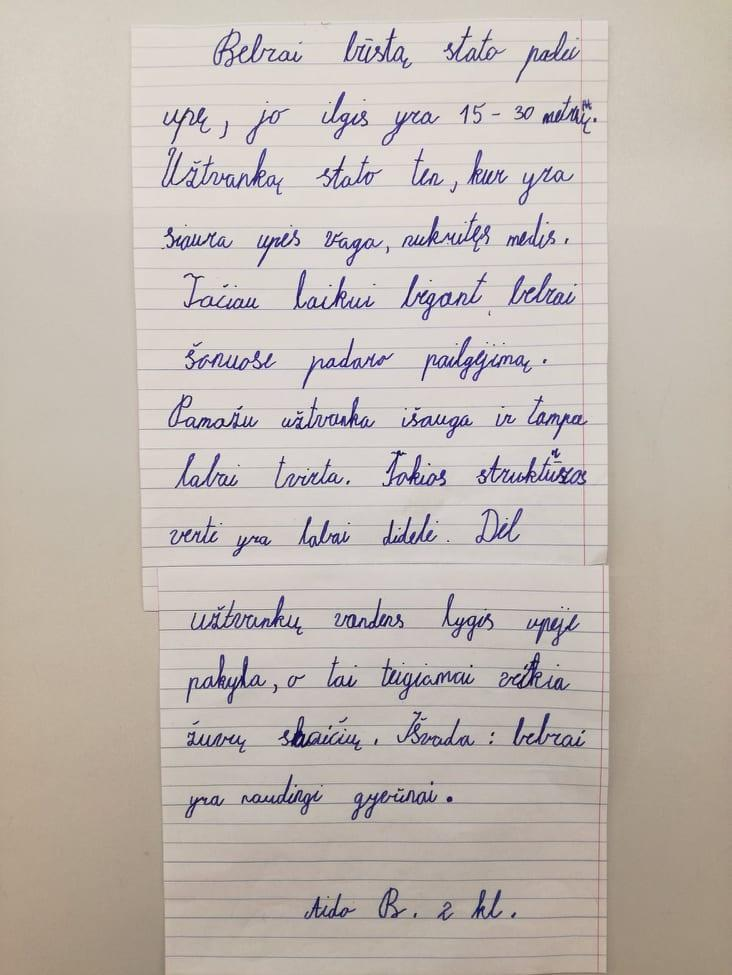 Bebrai būstą stato palei
upę, jo ilgis yra 15 - 30 metrų.
Užtvanką stato ten, kur yra
siaura upės vaga, nukritęs medis.
Tačiau laikui bėgant bebrai
šonuose padaro pailgėjimą.
Pamažu užtvanka išauga ir tampa
labai tvirta. Tokios struktūros
vertė yra labai didelė. Dėl
užtvankų vandens lygis upėje
pakyla, o tai teigiamai veikia
žuvų skaičių. Išvada : bebrai
yra naudingi gyvūnai.
Aido B. 2 kl.